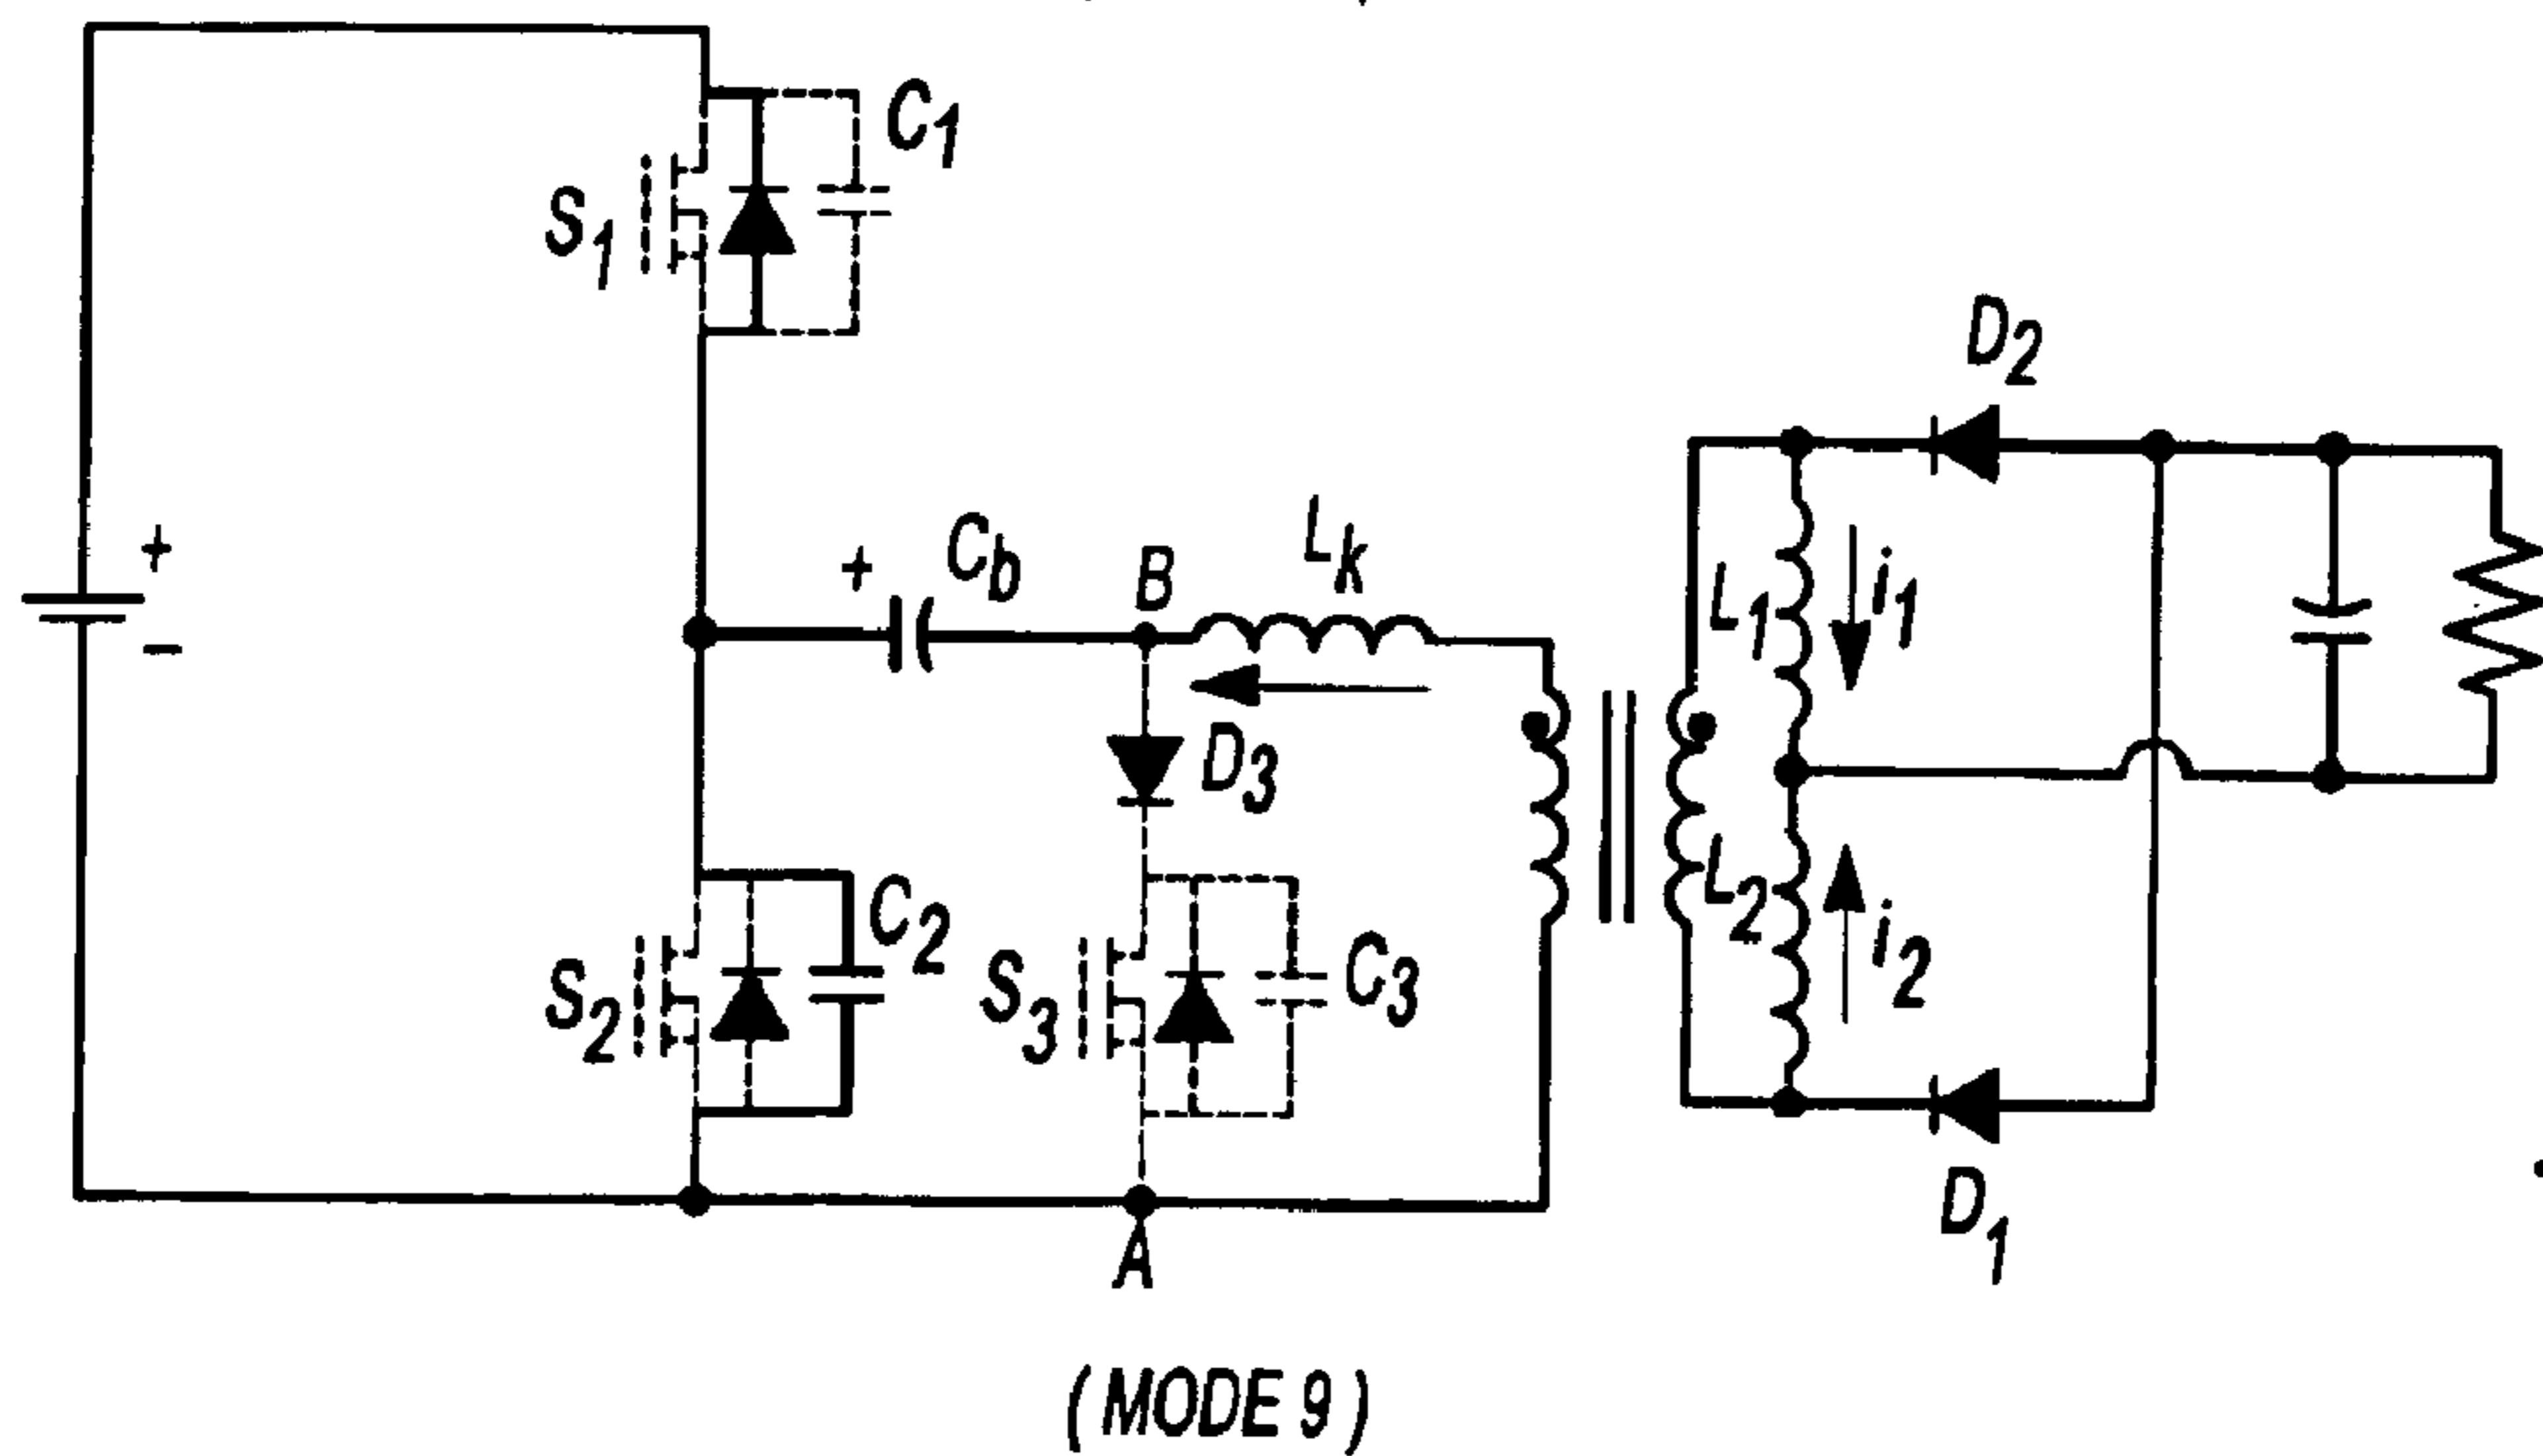 C1
S1
D2
+
+ Cb B Lk
L1 i1
−
D3
C2
L2
S2 S3 C3 i2
D1
A
( MODE 9 )